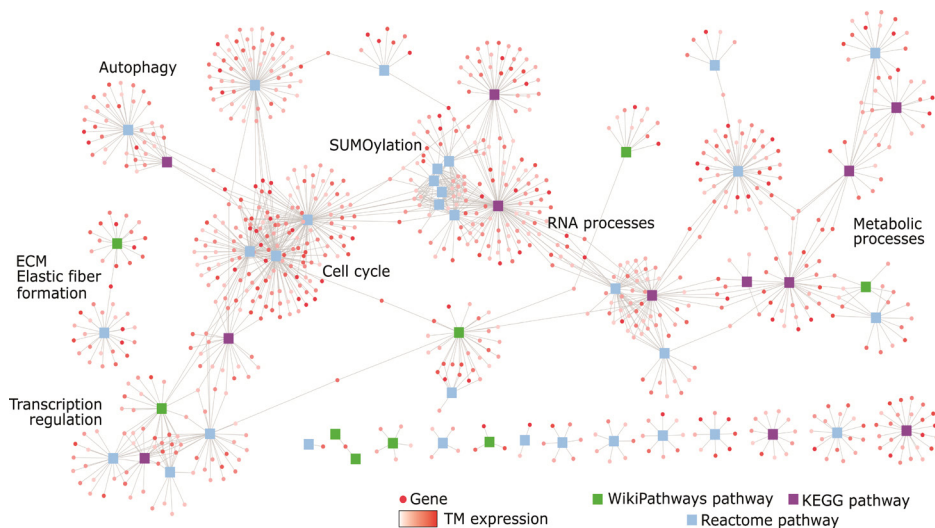 Autophagy
SUMOylation
RNA processes
Metabolic
processes
ECM
Elastic fiber
formation
Cell cycle
Transcription
regulation
Gene
TM expression
WikiPathways pathway
KEGG pathway
Reactome pathway